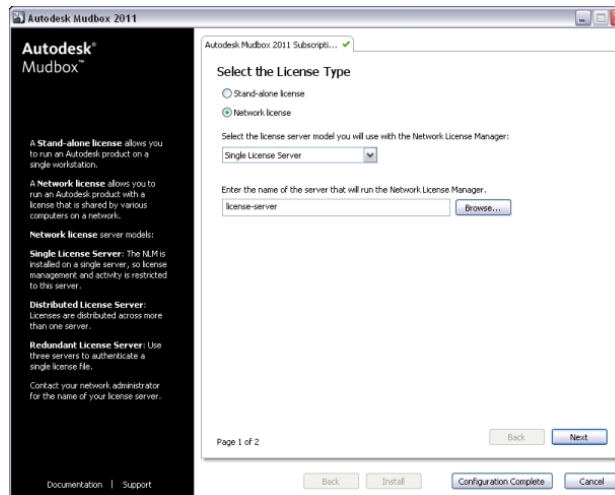 Autodesk Mudbox 2011
Autodesk®
Mudbox™
A Stand-alone license allows you
to run an Autodesk product on a
single workstation.
A Network license allows you to
run an Autodesk product with a
license that is shared by various
computers on a network.
Network license server models:
Single License Server: The NLM is
installed on a single server, so license
management and activity is restricted
to this server.
Distributed License Server:
Licenses are distributed across more
than one server.
Redundant License Server: Use
three servers to authenticate a
single license file.
Contact your network administrator
for the name of your license server.
Documentation | Support
Autodesk Mudbox 2011 Subscripti...
Select the License Type
Stand-alone license
Network license
Select the license server model you will use with the Network License Manager:
Single License Server
Enter the name of the server that will run the Network License Manager.
license-server
Browse...
Page 1 of 2
Back
Next
Back
Install
Configuration Complete
Cancel